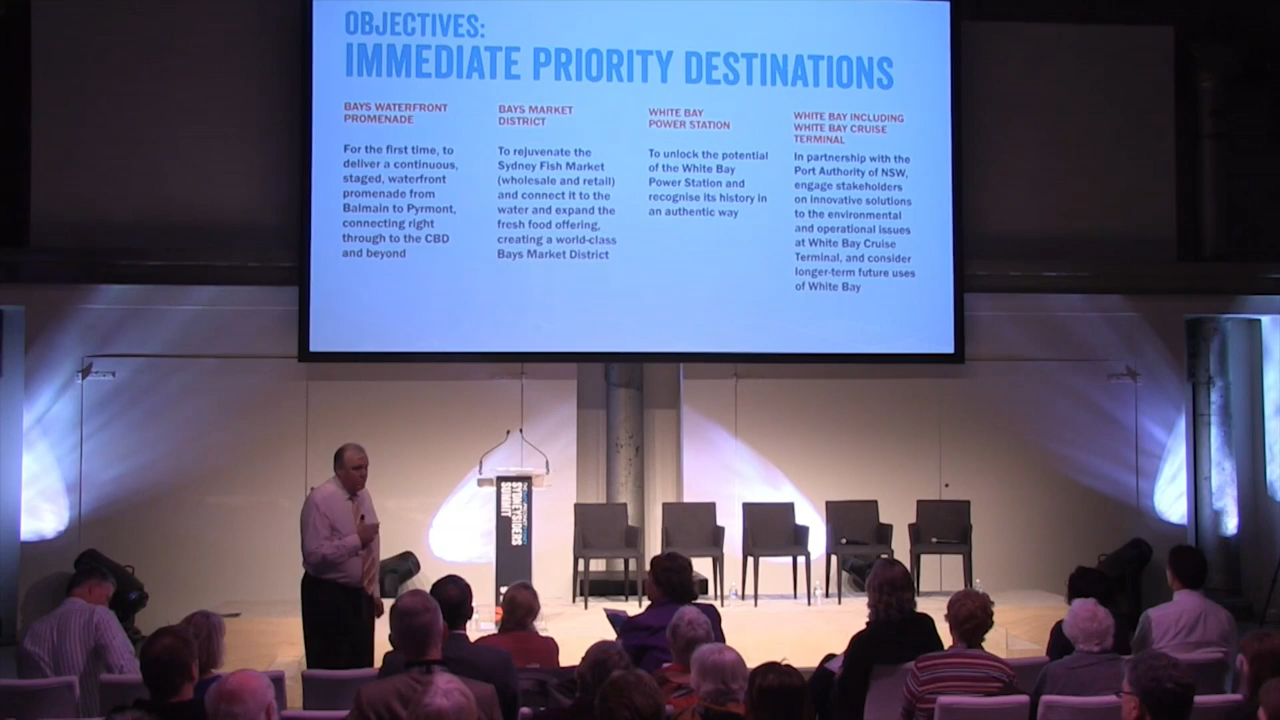 OBJECTIVES:
IMMEDIATE PRIORITY DESTINATIONS
BAYS WATERFRONT
PROMENADE
For the first time, to
deliver a continuous,
staged, waterfront
promenade from
Balmain to Pyrmont,
connecting right
through to the CBD
and beyond
BAYS MARKET
DISTRICT
To rejuvenate the
Sydney Fish Market
(wholesale and retail)
and connect it to the
water and expand the
fresh food offering,
creating a world-class
Bays Market District
WHITE BAY
POWER STATION
To unlock the potential
of the White Bay
Power Station and
recognise its history in
an authentic way
WHITE BAY INCLUDING
WHITE BAY CRUISE
TERMINAL
In partnership with the
Port Authority of NSW,
engage stakeholders
on innovative solutions
to the environmental
and operational issues
at White Bay Cruise
Terminal, and consider
longer-term future uses
of White Bay
SYDNEYSIDERS
SUMMIT